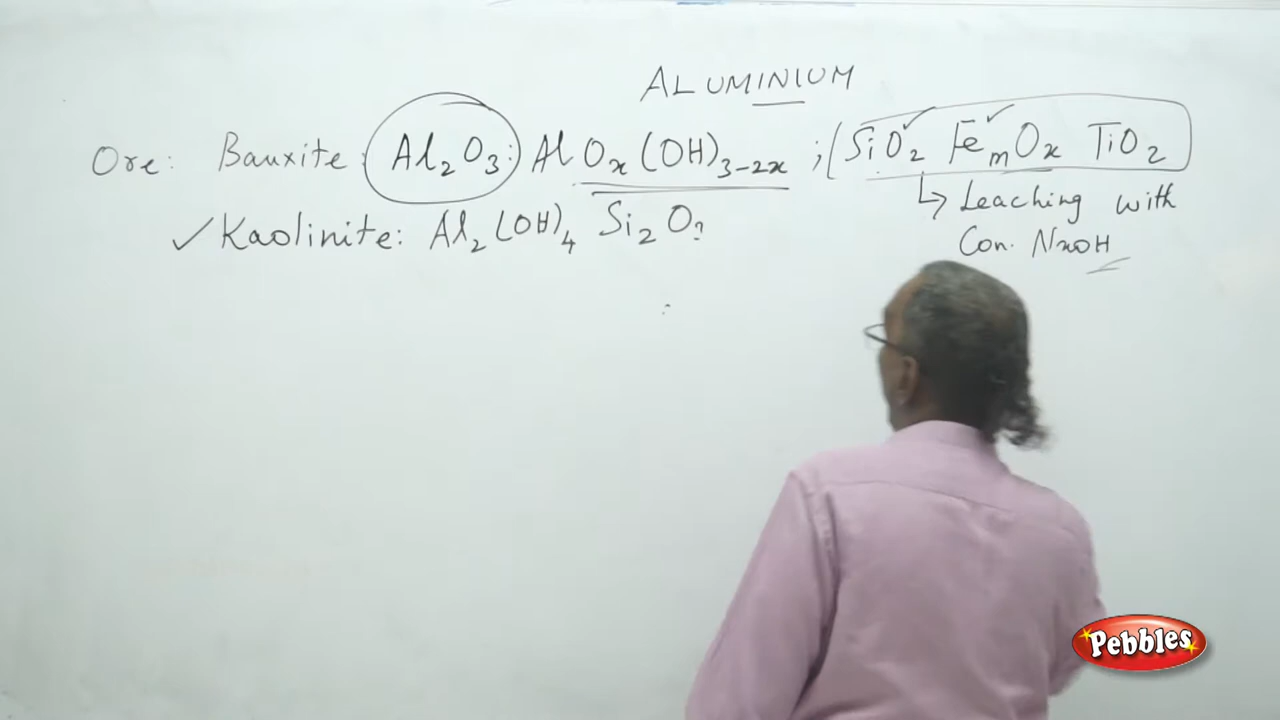 ALUMINIUM
Ore: Bauxite: Al₂O₃: AlOₓ(OH)₃₋₂ₓ ; (SiO₂ FeₘOₓ TiO₂
↳ Leaching with
✓Kaolinite: Al₂(OH)₄ Si₂O₇
Con. NaOH
Pebbles